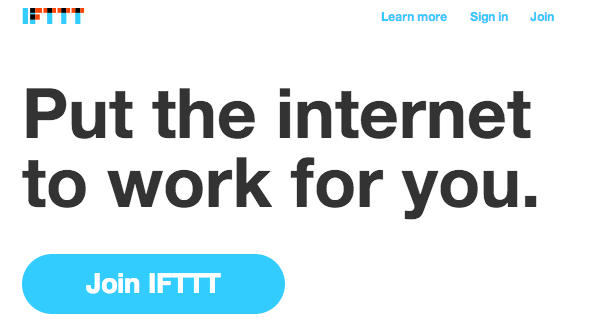 IFTTT
Learn more Sign in Join
Put the internet
to work for you.
Join IFTTT